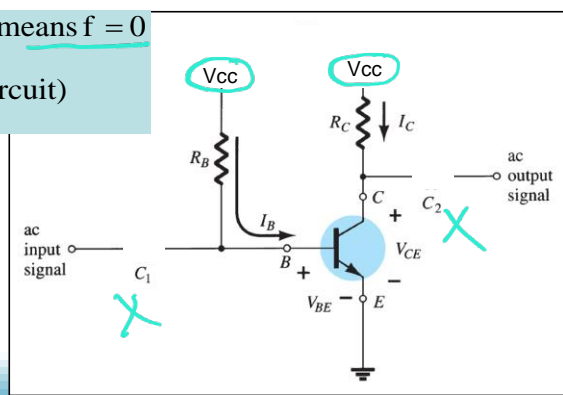 means f = 0
rcuit)
Vcc
Vcc
R_C
I_C
R_B
ac
output
signal
C
C_2
+
I_B
V_CE
ac
input
signal
B
+
−
C_1
V_BE
−
E